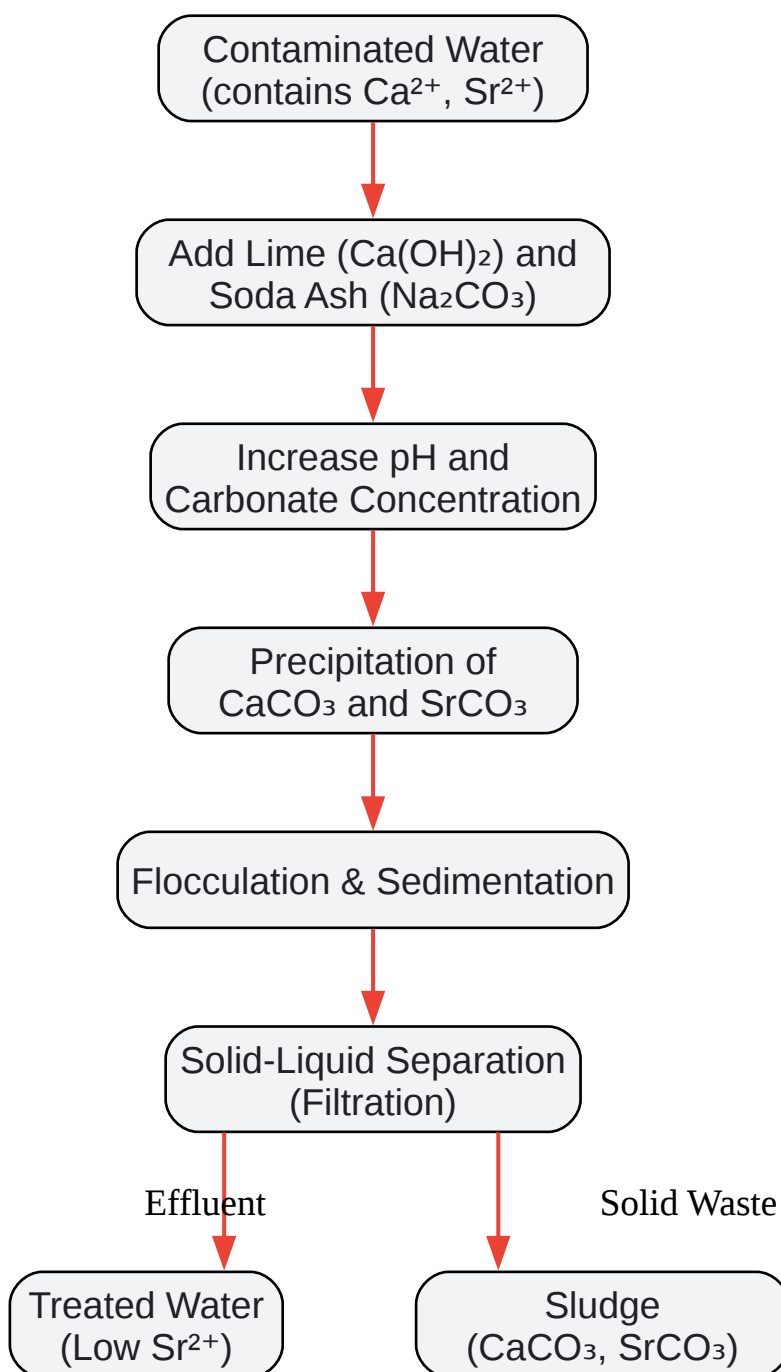 Contaminated Water
(contains Ca²⁺, Sr²⁺)
Add Lime (Ca(OH)₂) and
Soda Ash (Na₂CO₃)
Increase pH and
Carbonate Concentration
Precipitation of
CaCO₃ and SrCO₃
Flocculation & Sedimentation
Solid-Liquid Separation
(Filtration)
Effluent
Solid Waste
Treated Water
(Low Sr²⁺)
Sludge
(CaCO₃, SrCO₃)